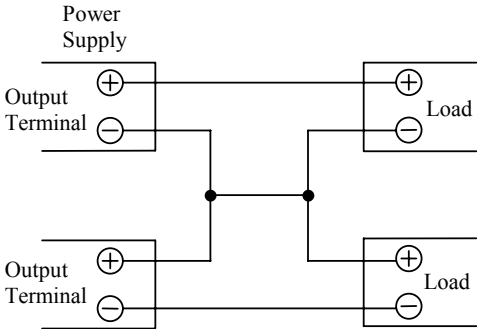 Power
Supply
+
+
Output
Terminal
Load
−
−
+
+
Output
Terminal
Load
−
−